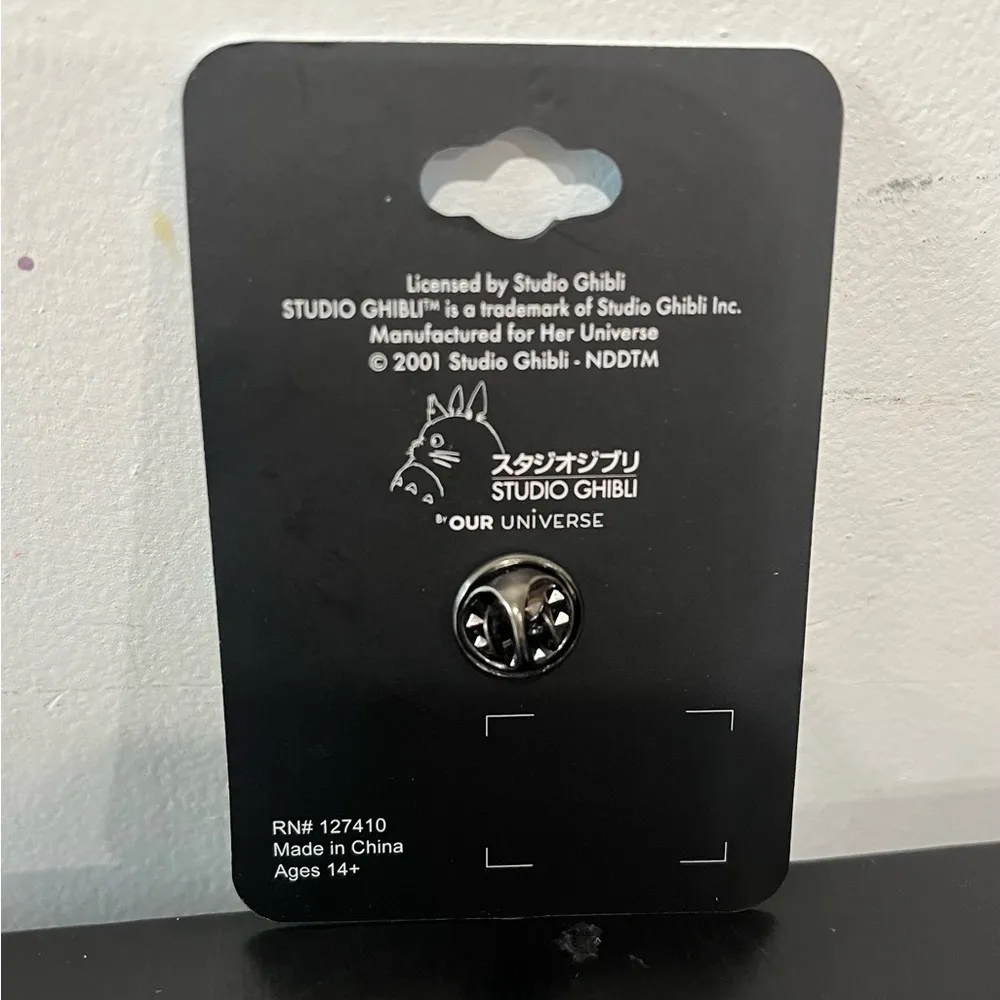 Licensed by Studio Ghibli
STUDIO GHIBLI™ is a trademark of Studio Ghibli Inc.
Manufactured for Her Universe
© 2001 Studio Ghibli - NDDTM
スタジオジブリ
STUDIO GHIBLI
BY OUR UNiVERSE
RN# 127410
Made in China
Ages 14+